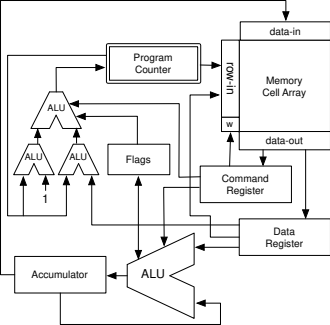 data-in
Program
Counter
row-in
Memory
Cell Array
ALU
w
data-out
ALU
ALU
Flags
Command
Register
1
Data
Register
Accumulator
ALU